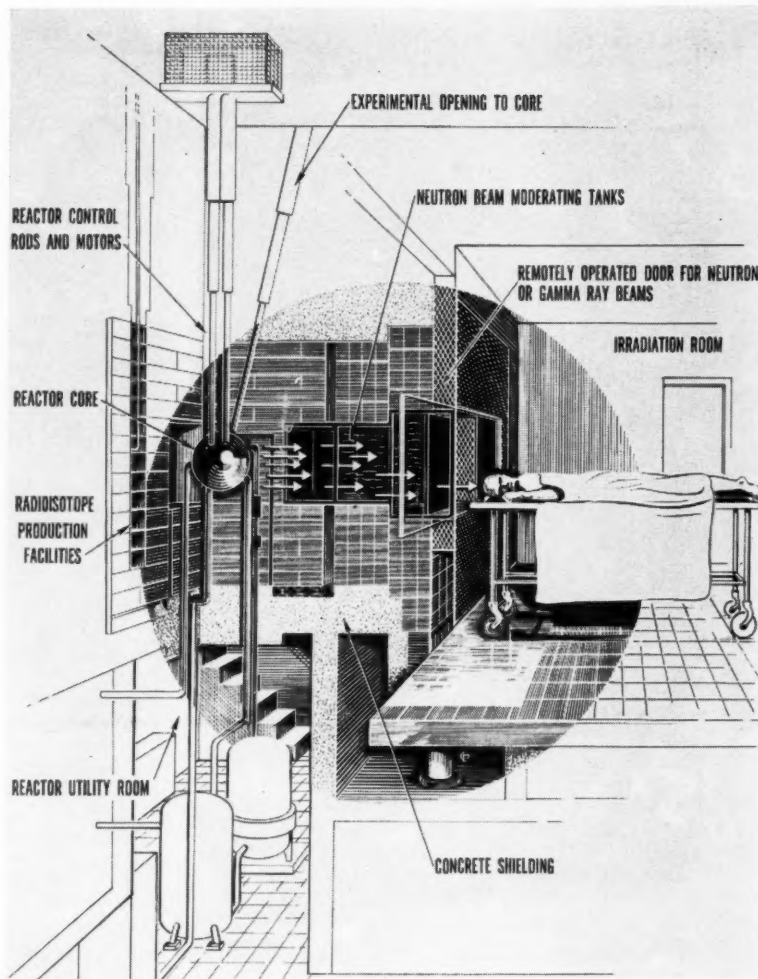 EXPERIMENTAL OPENING TO CORE
NEUTRON BEAM MODERATING TANKS
REACTOR CONTROL
RODS AND MOTORS
REMOTELY OPERATED DOOR FOR NEUTRON
OR GAMMA RAY BEAMS
IRRADIATION ROOM
REACTOR CORE
RADIOISOTOPE
PRODUCTION
FACILITIES
REACTOR UTILITY ROOM
CONCRETE SHIELDING